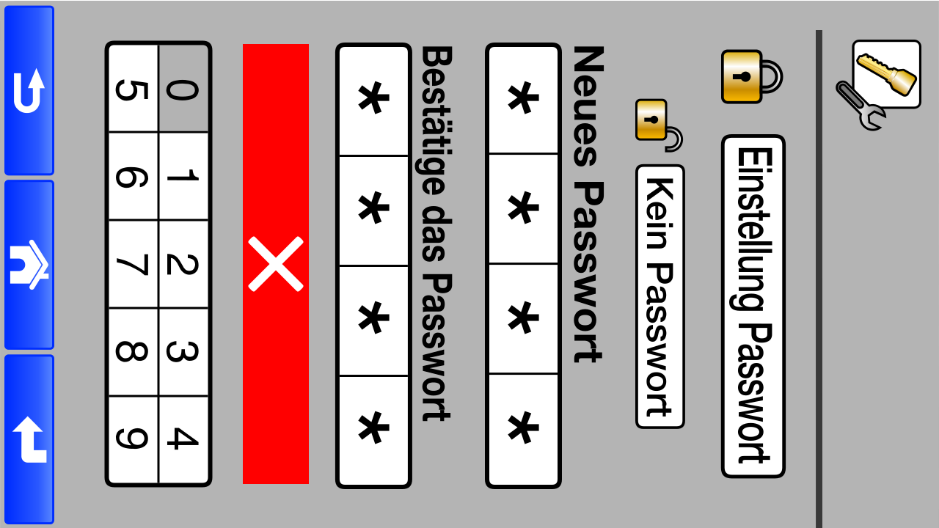 Einstellung Passwort
Kein Passwort
Neues Passwort
* * * *
Bestätige das Passwort
* * * *
0 1 2 3 4
5 6 7 8 9